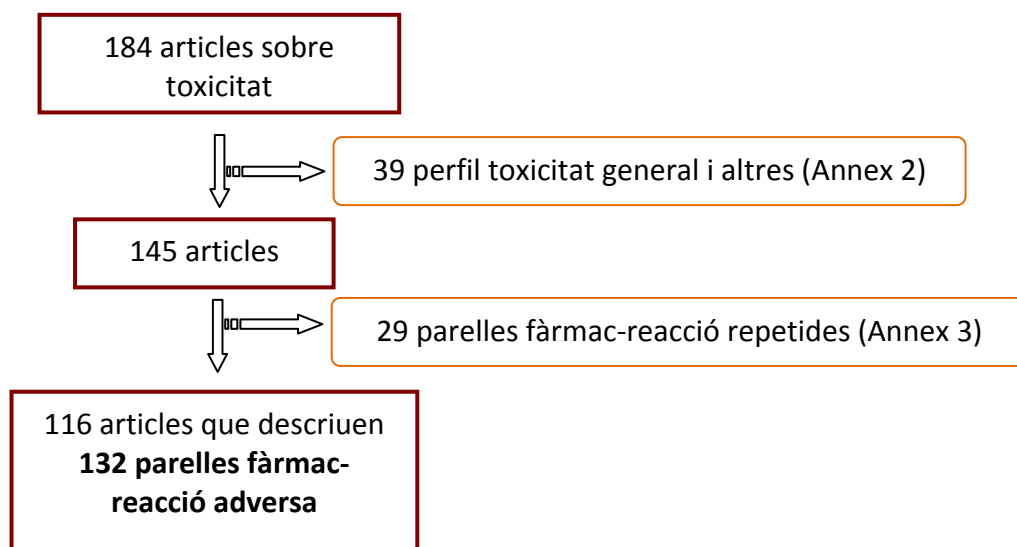 184 articles sobre
toxicitat
39 perfil toxicitat general i altres (Annex 2)
145 articles
29 parelles fàrmac-reacció repetides (Annex 3)
116 articles que descriuen
132 parelles fàrmac-
reacció adversa